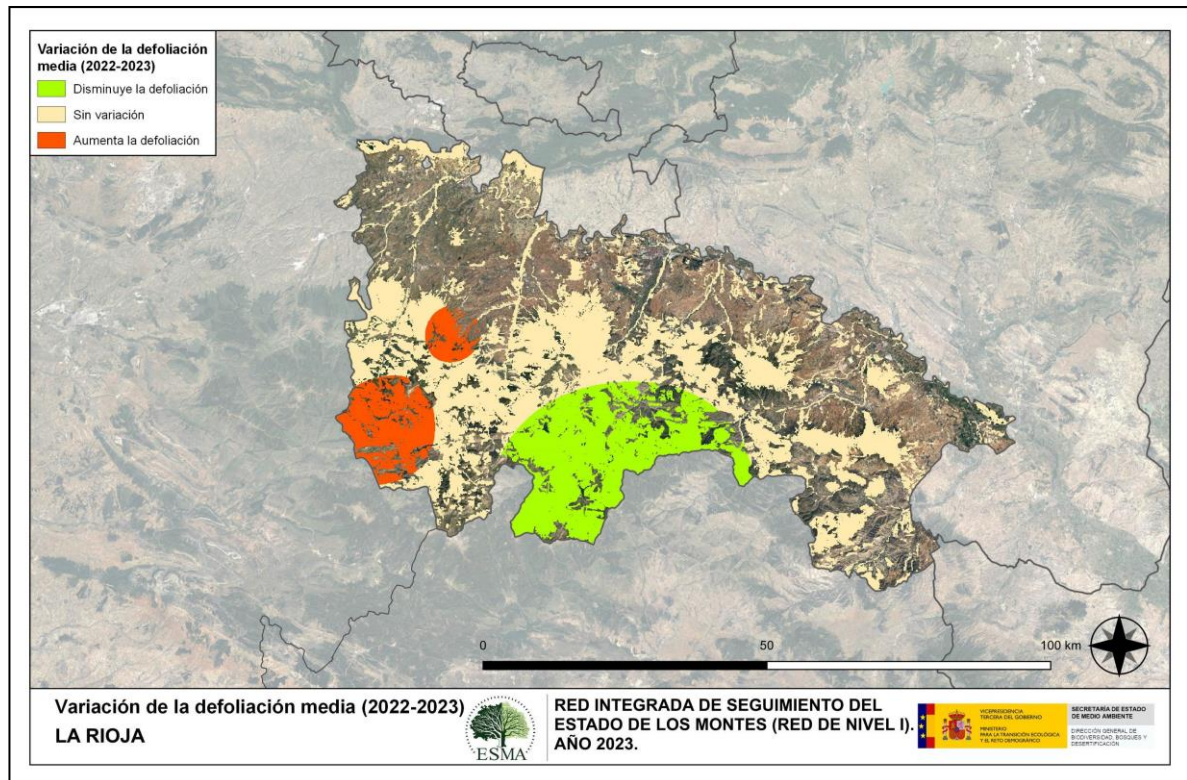 Variación de la defoliación
media (2022-2023)
Disminuye la defoliación
Sin variación
Aumenta la defoliación
0
50
100 km
Variación de la defoliación media (2022-2023)
LA RIOJA
ESMA
RED INTEGRADA DE SEGUIMIENTO DEL
ESTADO DE LOS MONTES (RED DE NIVEL I).
AÑO 2023.
VICEPRESIDENCIA
TERCERA DEL GOBIERNO
MINISTERIO
PARA LA TRANSICIÓN ECOLÓGICA
Y EL RETO DEMOGRÁFICO
SECRETARÍA DE ESTADO
DE MEDIO AMBIENTE
DIRECCIÓN GENERAL DE
BIODIVERSIDAD, BOSQUES Y
DESERTIFICACIÓN